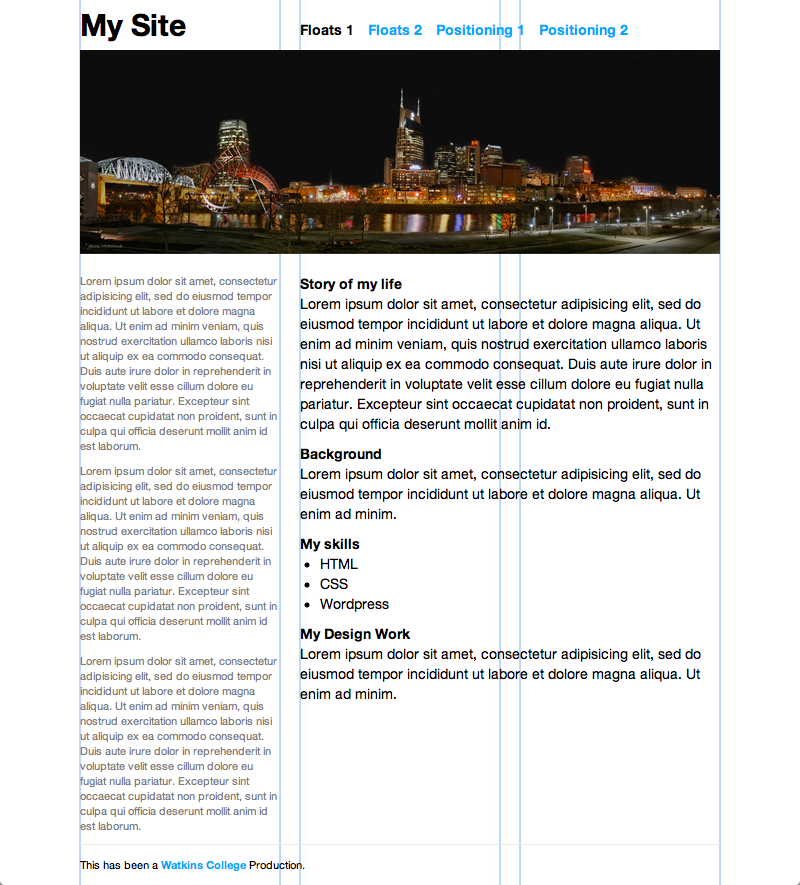 My Site
Floats 1 Floats 2 Positioning 1 Positioning 2
Lorem ipsum dolor sit amet, consectetur
adipisicing elit, sed do eiusmod tempor
incididunt ut labore et dolore magna
aliqua. Ut enim ad minim veniam, quis
nostrud exercitation ullamco laboris nisi
ut aliquip ex ea commodo consequat.
Duis aute irure dolor in reprehenderit in
voluptate velit esse cillum dolore eu
fugiat nulla pariatur. Excepteur sint
occaecat cupidatat non proident, sunt in
culpa qui officia deserunt mollit anim id
est laborum.
Lorem ipsum dolor sit amet, consectetur
adipisicing elit, sed do eiusmod tempor
incididunt ut labore et dolore magna
aliqua. Ut enim ad minim veniam, quis
nostrud exercitation ullamco laboris nisi
ut aliquip ex ea commodo consequat.
Duis aute irure dolor in reprehenderit in
voluptate velit esse cillum dolore eu
fugiat nulla pariatur. Excepteur sint
occaecat cupidatat non proident, sunt in
culpa qui officia deserunt mollit anim id
est laborum.
Lorem ipsum dolor sit amet, consectetur
adipisicing elit, sed do eiusmod tempor
incididunt ut labore et dolore magna
aliqua. Ut enim ad minim veniam, quis
nostrud exercitation ullamco laboris nisi
ut aliquip ex ea commodo consequat.
Duis aute irure dolor in reprehenderit in
voluptate velit esse cillum dolore eu
fugiat nulla pariatur. Excepteur sint
occaecat cupidatat non proident, sunt in
culpa qui officia deserunt mollit anim id
est laborum.
Story of my life
Lorem ipsum dolor sit amet, consectetur adipisicing elit, sed do
eiusmod tempor incididunt ut labore et dolore magna aliqua. Ut
enim ad minim veniam, quis nostrud exercitation ullamco laboris
nisi ut aliquip ex ea commodo consequat. Duis aute irure dolor in
reprehenderit in voluptate velit esse cillum dolore eu fugiat nulla
pariatur. Excepteur sint occaecat cupidatat non proident, sunt in
culpa qui officia deserunt mollit anim id.
Background
Lorem ipsum dolor sit amet, consectetur adipisicing elit, sed do
eiusmod tempor incididunt ut labore et dolore magna aliqua. Ut
enim ad minim.
My skills
• HTML
• CSS
• Wordpress
My Design Work
Lorem ipsum dolor sit amet, consectetur adipisicing elit, sed do
eiusmod tempor incididunt ut labore et dolore magna aliqua. Ut
enim ad minim.
This has been a Watkins College Production.